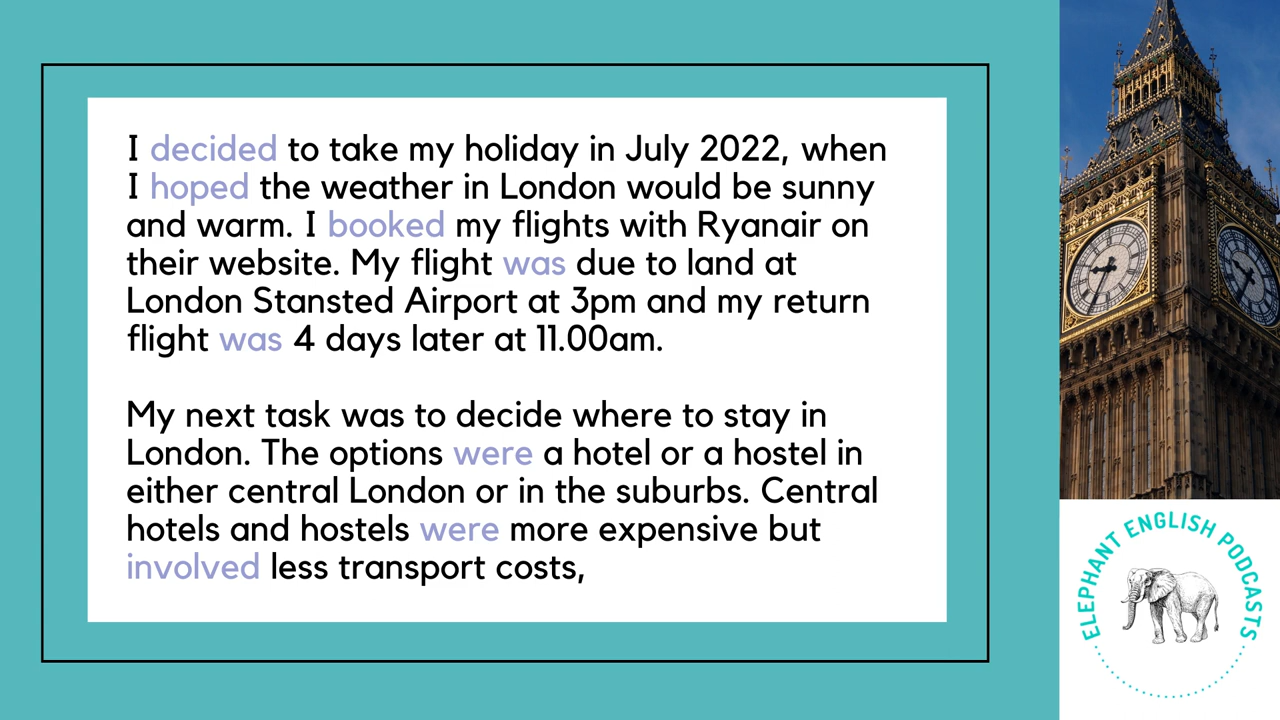 I decided to take my holiday in July 2022, when
I hoped the weather in London would be sunny
and warm. I booked my flights with Ryanair on
their website. My flight was due to land at
London Stansted Airport at 3pm and my return
flight was 4 days later at 11.00am.
My next task was to decide where to stay in
London. The options were a hotel or a hostel in
either central London or in the suburbs. Central
hotels and hostels were more expensive but
involved less transport costs,
ELEPHANT ENGLISH PODCASTS